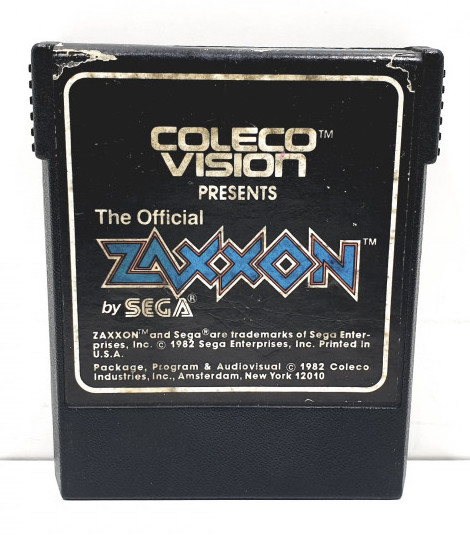 COLECO™
VISION
PRESENTS
The Official
ZAXXON™
by SEGA®
ZAXXON™ and Sega® are trademarks of Sega Enter-
prises, Inc. © 1982 Sega Enterprises, Inc. Printed in
U.S.A.
Package, Program & Audiovisual © 1982 Coleco
Industries, Inc., Amsterdam, New York 12010